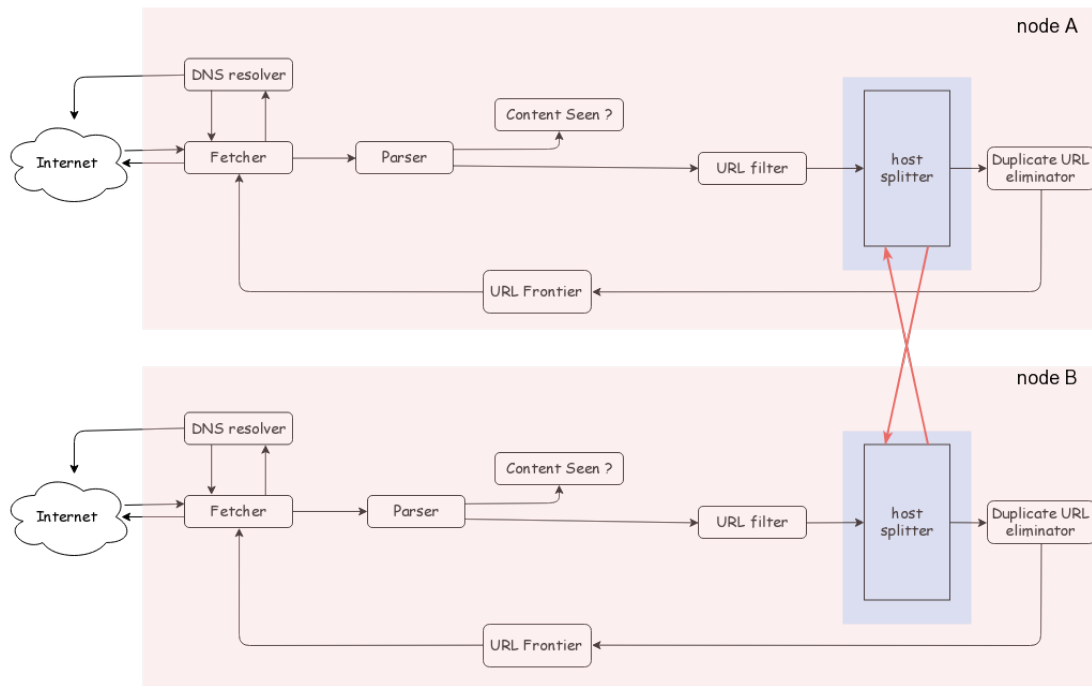 node A
DNS resolver
Content Seen ?
Internet
Fetcher
Parser
URL filter
host
splitter
Duplicate URL
eliminator
URL Frontier
node B
DNS resolver
Content Seen ?
Internet
Fetcher
Parser
URL filter
host
splitter
Duplicate URL
eliminator
URL Frontier